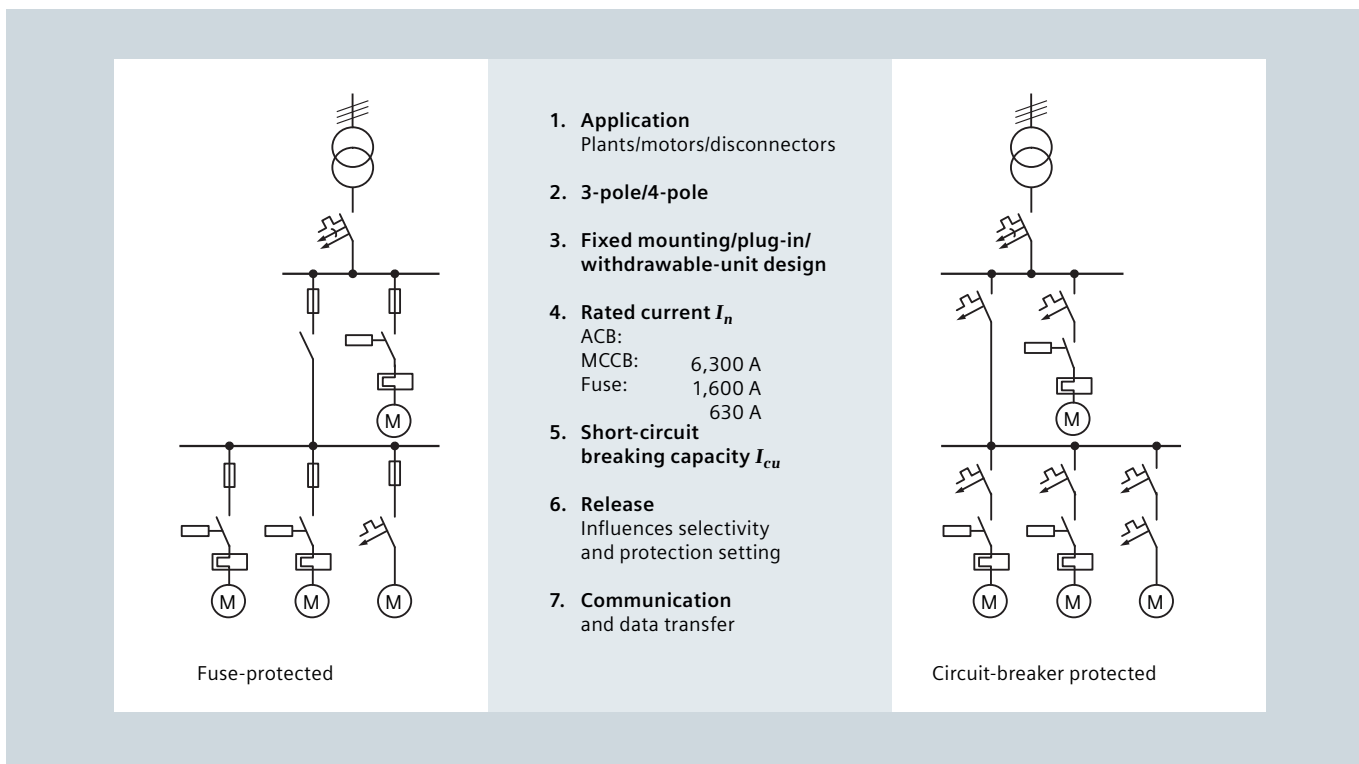 1. Application
Plants/motors/disconnectors
2. 3-pole/4-pole
3. Fixed mounting/plug-in/
withdrawable-unit design
4. Rated current In
ACB:
MCCB:
Fuse:
6,300 A
1,600 A
630 A
5. Short-circuit
breaking capacity Icu
6. Release
Influences selectivity
and protection setting
7. Communication
and data transfer
M
M
M
M
Fuse-protected
M
M
M
M
Circuit-breaker protected